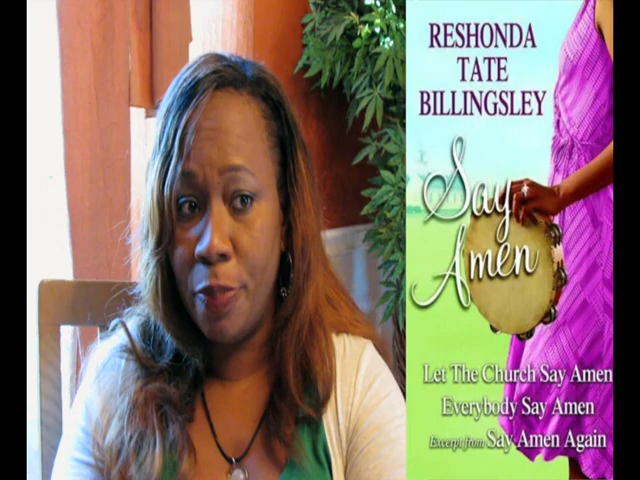 RESHONDA
TATE
BILLINGSLEY
Say
Amen
Let The Church Say Amen
Everybody Say Amen
Excerpt from Say Amen Again